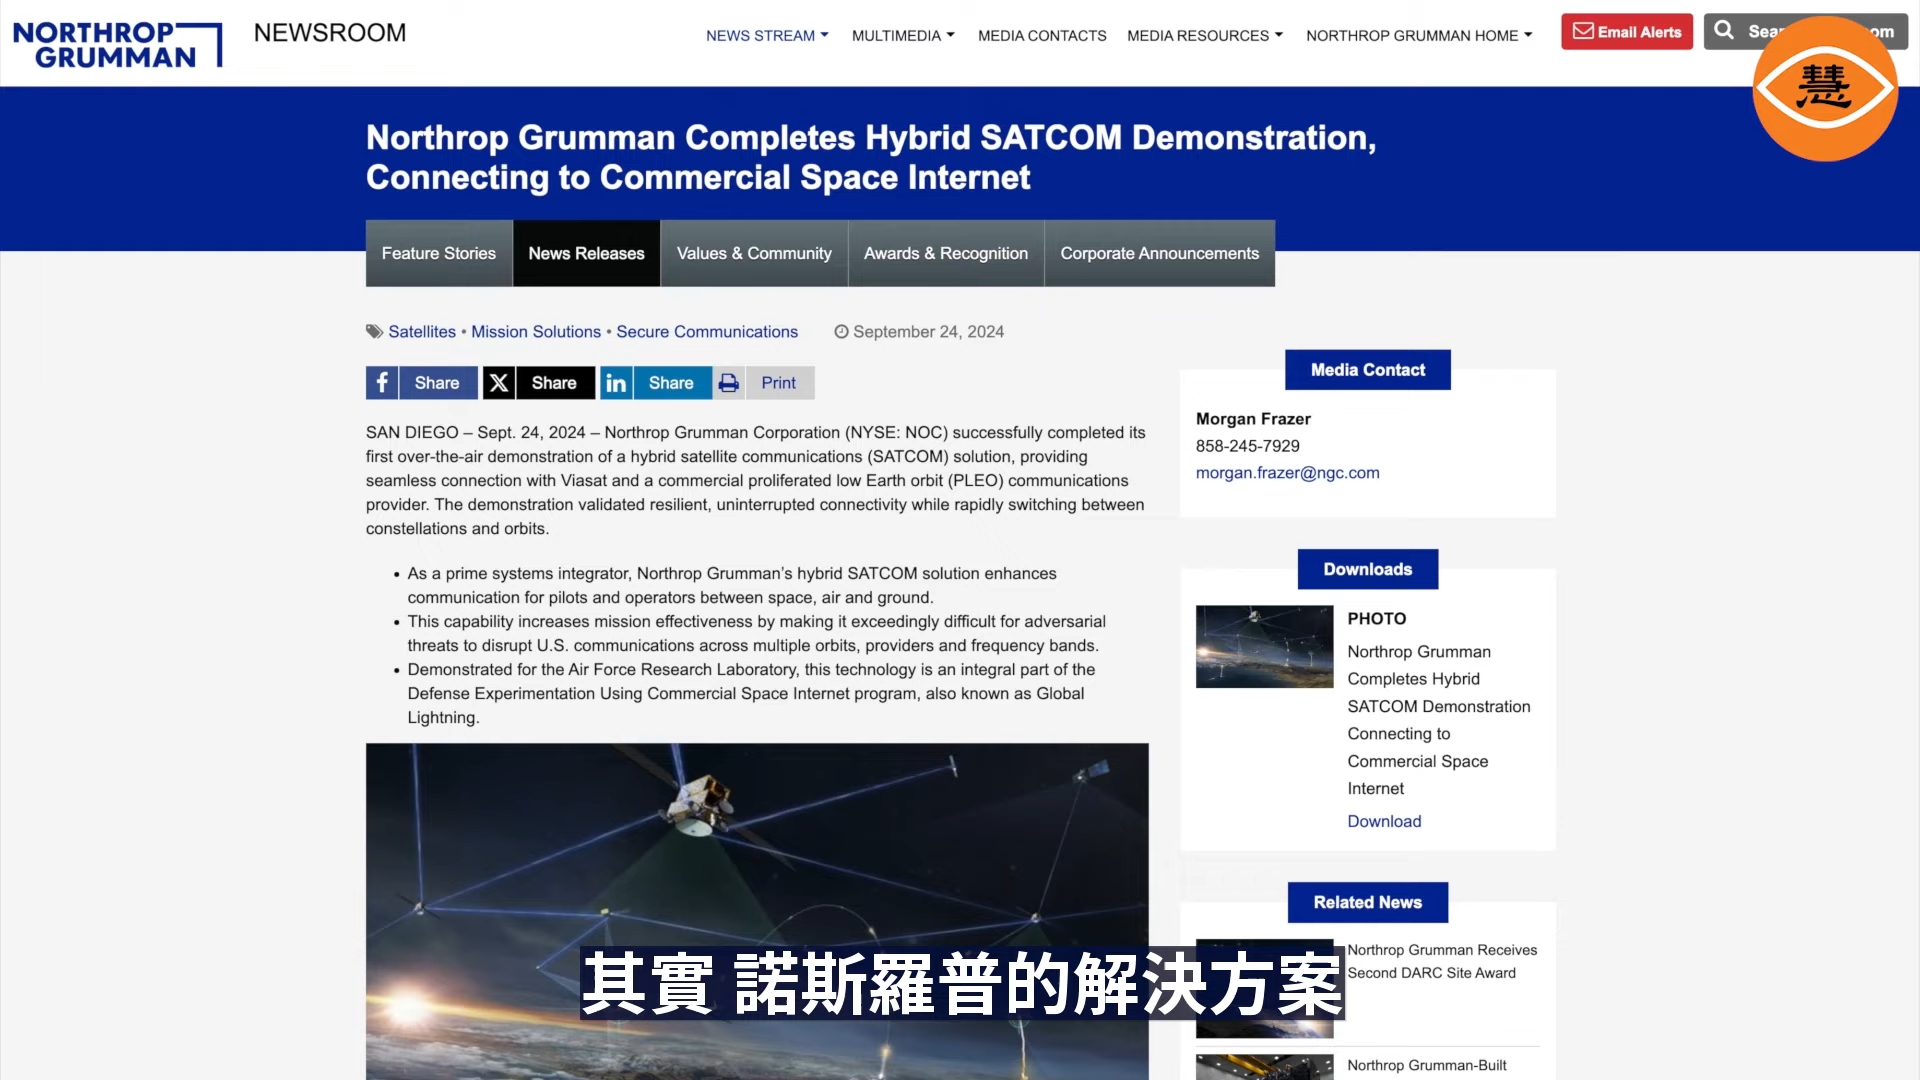 NORTHROP
GRUMMAN
NEWSROOM
NEWS STREAM
MULTIMEDIA
MEDIA CONTACTS
MEDIA RESOURCES
NORTHROP GRUMMAN HOME
Email Alerts
慧
Northrop Grumman Completes Hybrid SATCOM Demonstration,
Connecting to Commercial Space Internet
Feature Stories
News Releases
Values & Community
Awards & Recognition
Corporate Announcements
Satellites • Mission Solutions • Secure Communications
September 24, 2024
Share
Share
Share
Print
SAN DIEGO – Sept. 24, 2024 – Northrop Grumman Corporation (NYSE: NOC) successfully completed its
first over-the-air demonstration of a hybrid satellite communications (SATCOM) solution, providing
seamless connection with Viasat and a commercial proliferated low Earth orbit (PLEO) communications
provider. The demonstration validated resilient, uninterrupted connectivity while rapidly switching between
constellations and orbits.
• As a prime systems integrator, Northrop Grumman’s hybrid SATCOM solution enhances
communication for pilots and operators between space, air and ground.
• This capability increases mission effectiveness by making it exceedingly difficult for adversarial
threats to disrupt U.S. communications across multiple orbits, providers and frequency bands.
• Demonstrated for the Air Force Research Laboratory, this technology is an integral part of the
Defense Experimentation Using Commercial Space Internet program, also known as Global
Lightning.
Media Contact
Morgan Frazer
858-245-7929
morgan.frazer@ngc.com
Downloads
PHOTO
Northrop Grumman
Completes Hybrid
SATCOM Demonstration
Connecting to
Commercial Space
Internet
Download
Related News
Northrop Grumman Receives
Second DARC Site Award
Northrop Grumman-Built
其實 諾斯羅普的解決方案